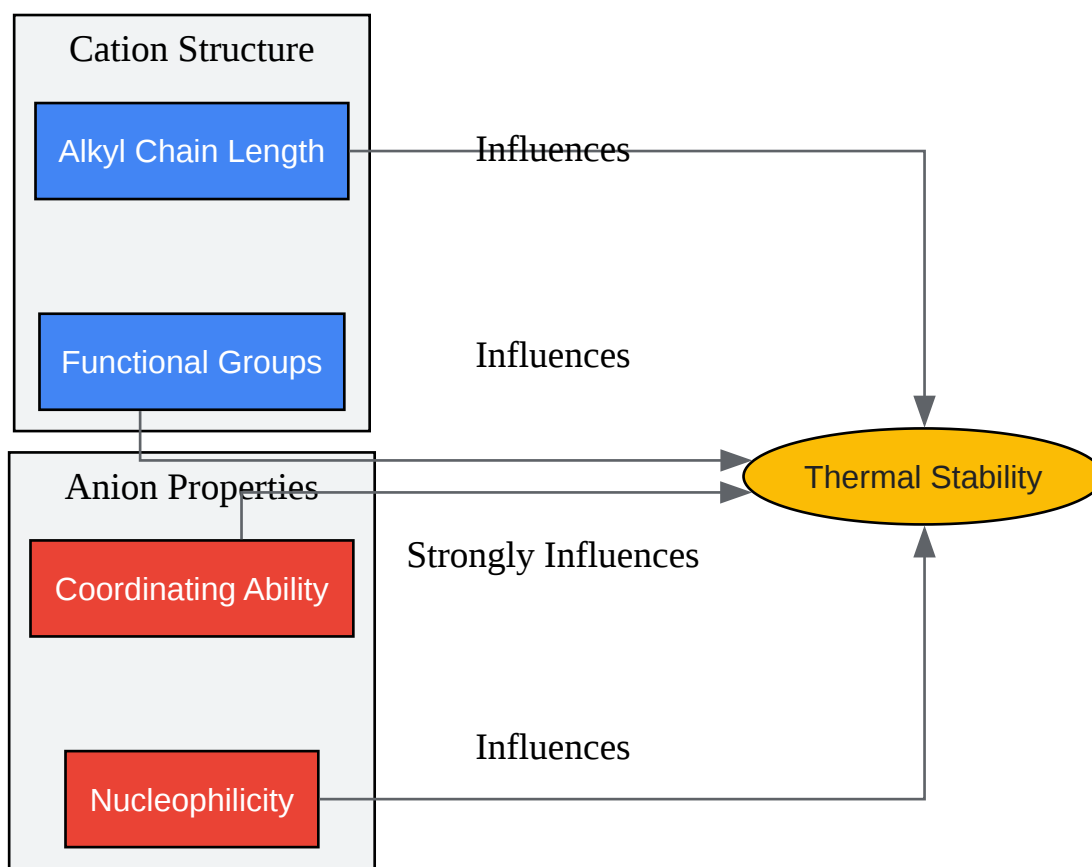 Cation Structure
Alkyl Chain Length
Influences
Functional Groups
Influences
Thermal Stability
Anion Properties
Coordinating Ability
Strongly Influences
Nucleophilicity
Influences